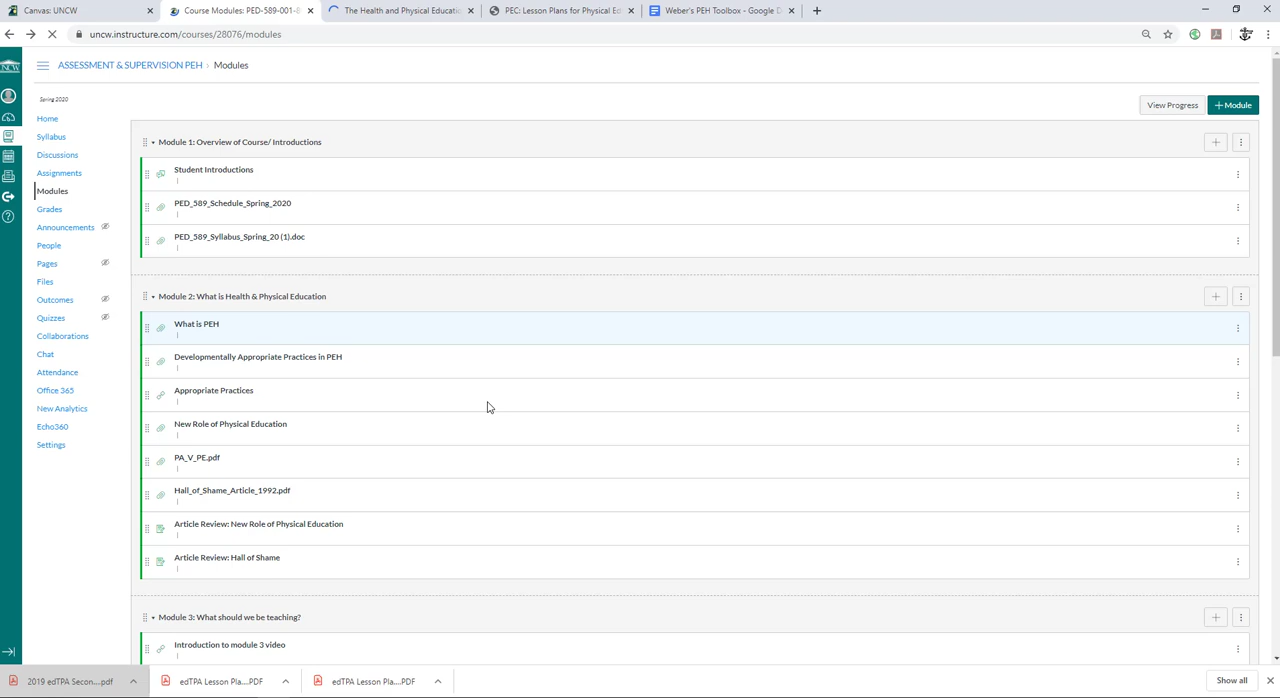 Canvas: UNCW
Course Modules: PED-589-001-8
The Health and Physical Educatio
PEC: Lesson Plans for Physical Ed
Weber's PEH Toolbox - Google D
uncw.instructure.com/courses/28076/modules
UNCW
ASSESSMENT & SUPERVISION PEH › Modules
Spring 2020
View Progress
+ Module
Home
Syllabus
Discussions
Assignments
Modules
Grades
Announcements
People
Pages
Files
Outcomes
Quizzes
Collaborations
Chat
Attendance
Office 365
New Analytics
Echo360
Settings
Module 1: Overview of Course/ Introductions
Student Introductions
PED_589_Schedule_Spring_2020
PED_589_Syllabus_Spring_20 (1).doc
Module 2: What is Health & Physical Education
What is PEH
Developmentally Appropriate Practices in PEH
Appropriate Practices
New Role of Physical Education
PA_V_PE.pdf
Hall_of_Shame_Article_1992.pdf
Article Review: New Role of Physical Education
Article Review: Hall of Shame
Module 3: What should we be teaching?
Introduction to module 3 video
2019 edTPA Secon....pdf
edTPA Lesson Pla....PDF
edTPA Lesson Pla....PDF
Show all